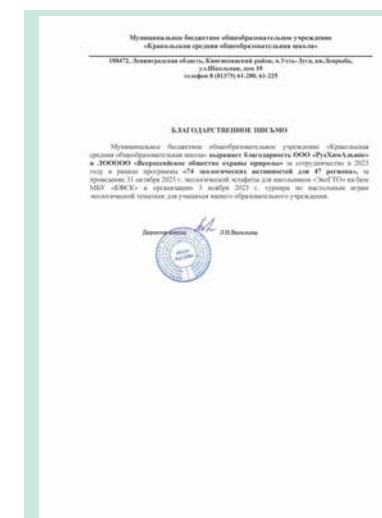 Муниципальное бюджетное общеобразовательное учреждение
«Кракольская средняя общеобразовательная школа»
188472, Ленинградская область, Кингисеппский район, п.Усть-Луга, кв.Ленрыба,
ул.Школьная, дом 10
телефон 8 (81375) 61-280, 61-225
БЛАГОДАРСТВЕННОЕ ПИСЬМО
Муниципальное бюджетное общеобразовательное учреждение «Кракольская
средняя общеобразовательная школа» выражает благодарность ООО «РусХимАльянс»
и ЛООООО «Всероссийское общество охраны природы» за сотрудничество в 2023
году в рамках программы «74 экологических активностей для 47 региона», за
проведение 31 октября 2023 г. экологической эстафеты для школьников «ЭкоГТО» на базе
МБУ «КФСК» и организацию 3 ноября 2023 г. турнира по настольным играм
экологической тематики для учащихся нашего образовательного учреждения.
Директор школы Л.Н.Васильева